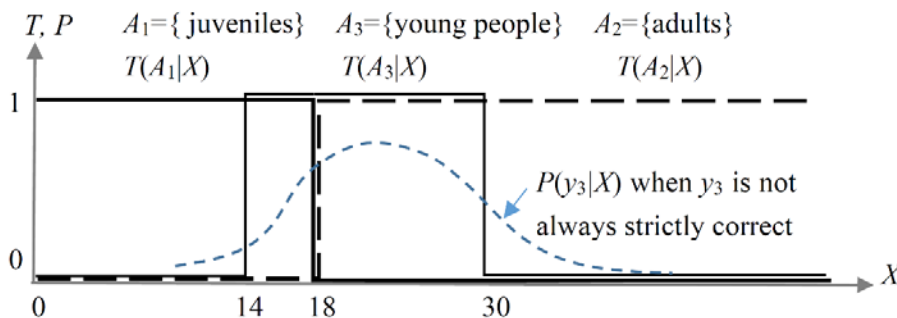 T, P A₁={ juveniles} A₃={young people} A₂={adults}
T(A₁|X) T(A₃|X) T(A₂|X)
1
P(y₃|X) when y₃ is not
always strictly correct
0
0 14 18 30 X